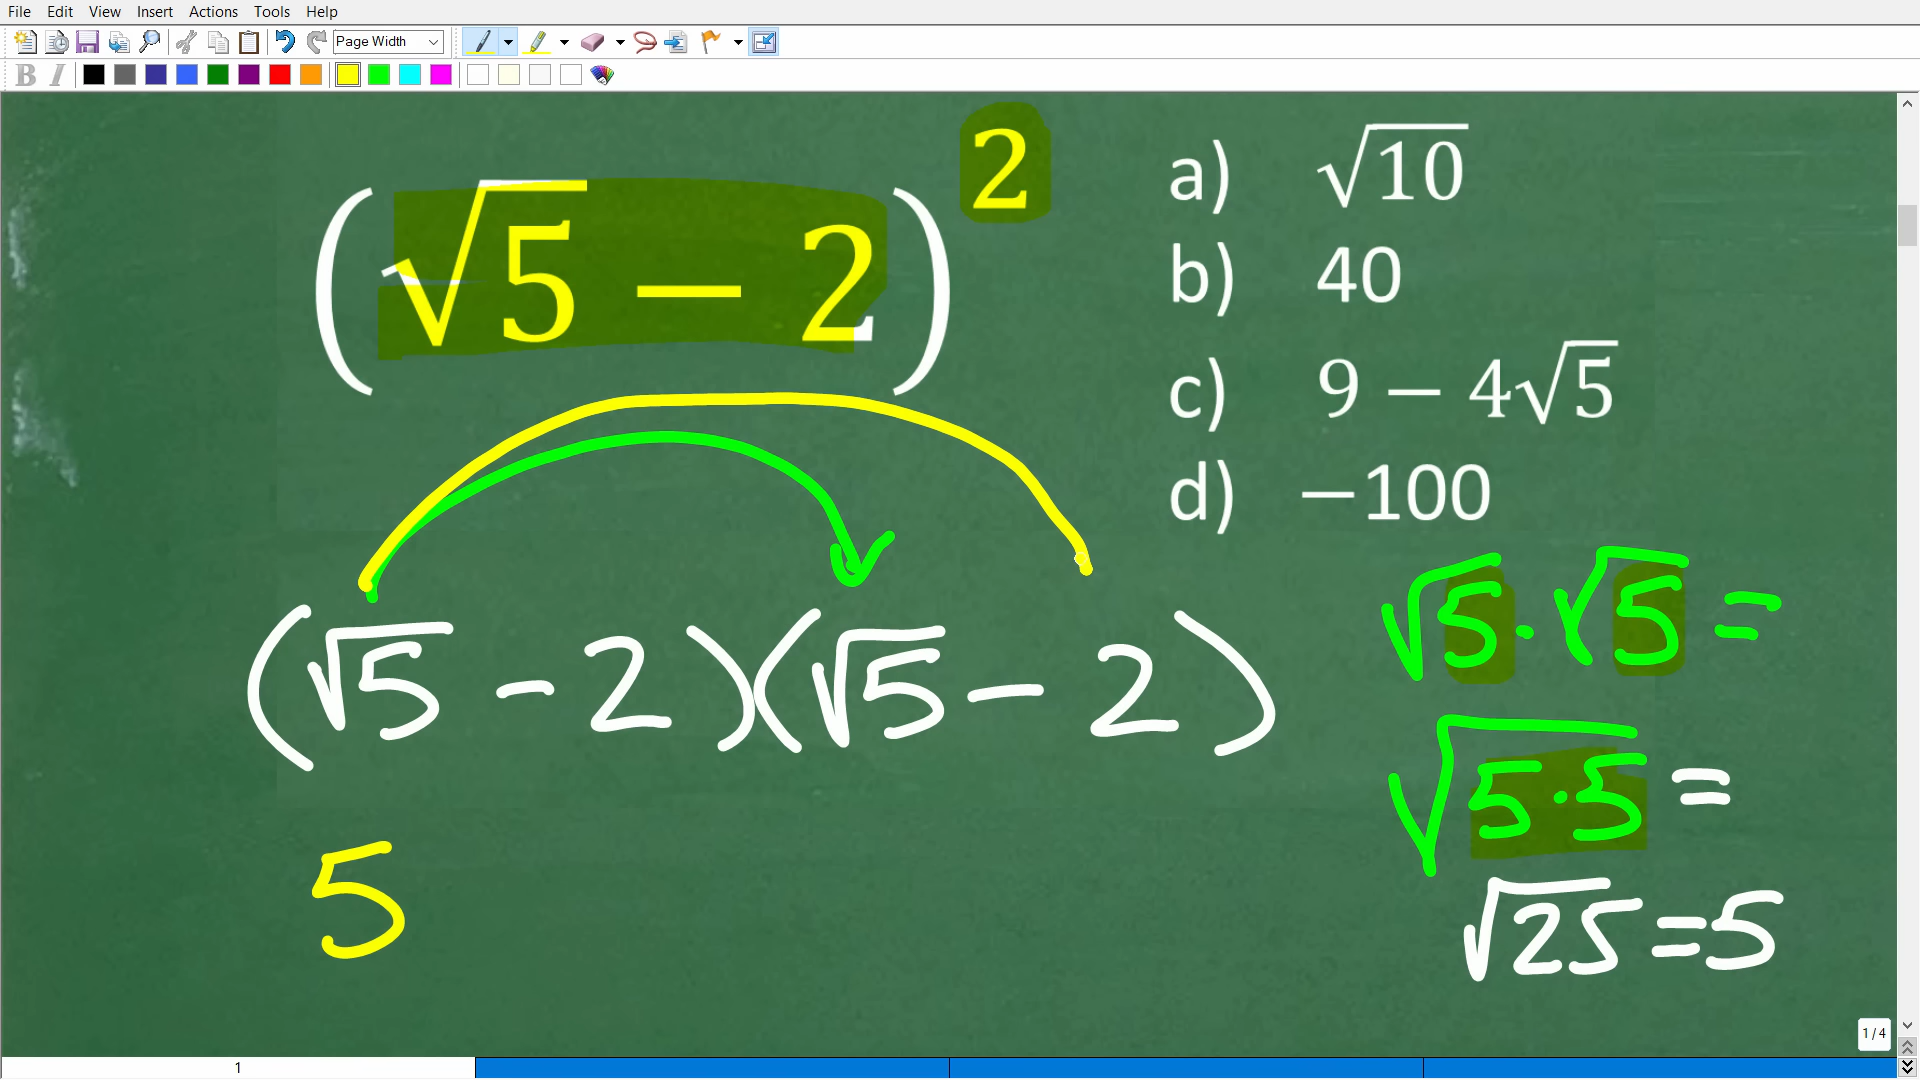 File Edit View Insert Actions Tools Help
Page Width
B I
(√5 − 2)²
a) √10
b) 40
c) 9 − 4√5
d) −100
(√5 − 2)(√5 − 2)
5
√5 · √5 =
√5·5 =
√25 = 5
1 / 4
1